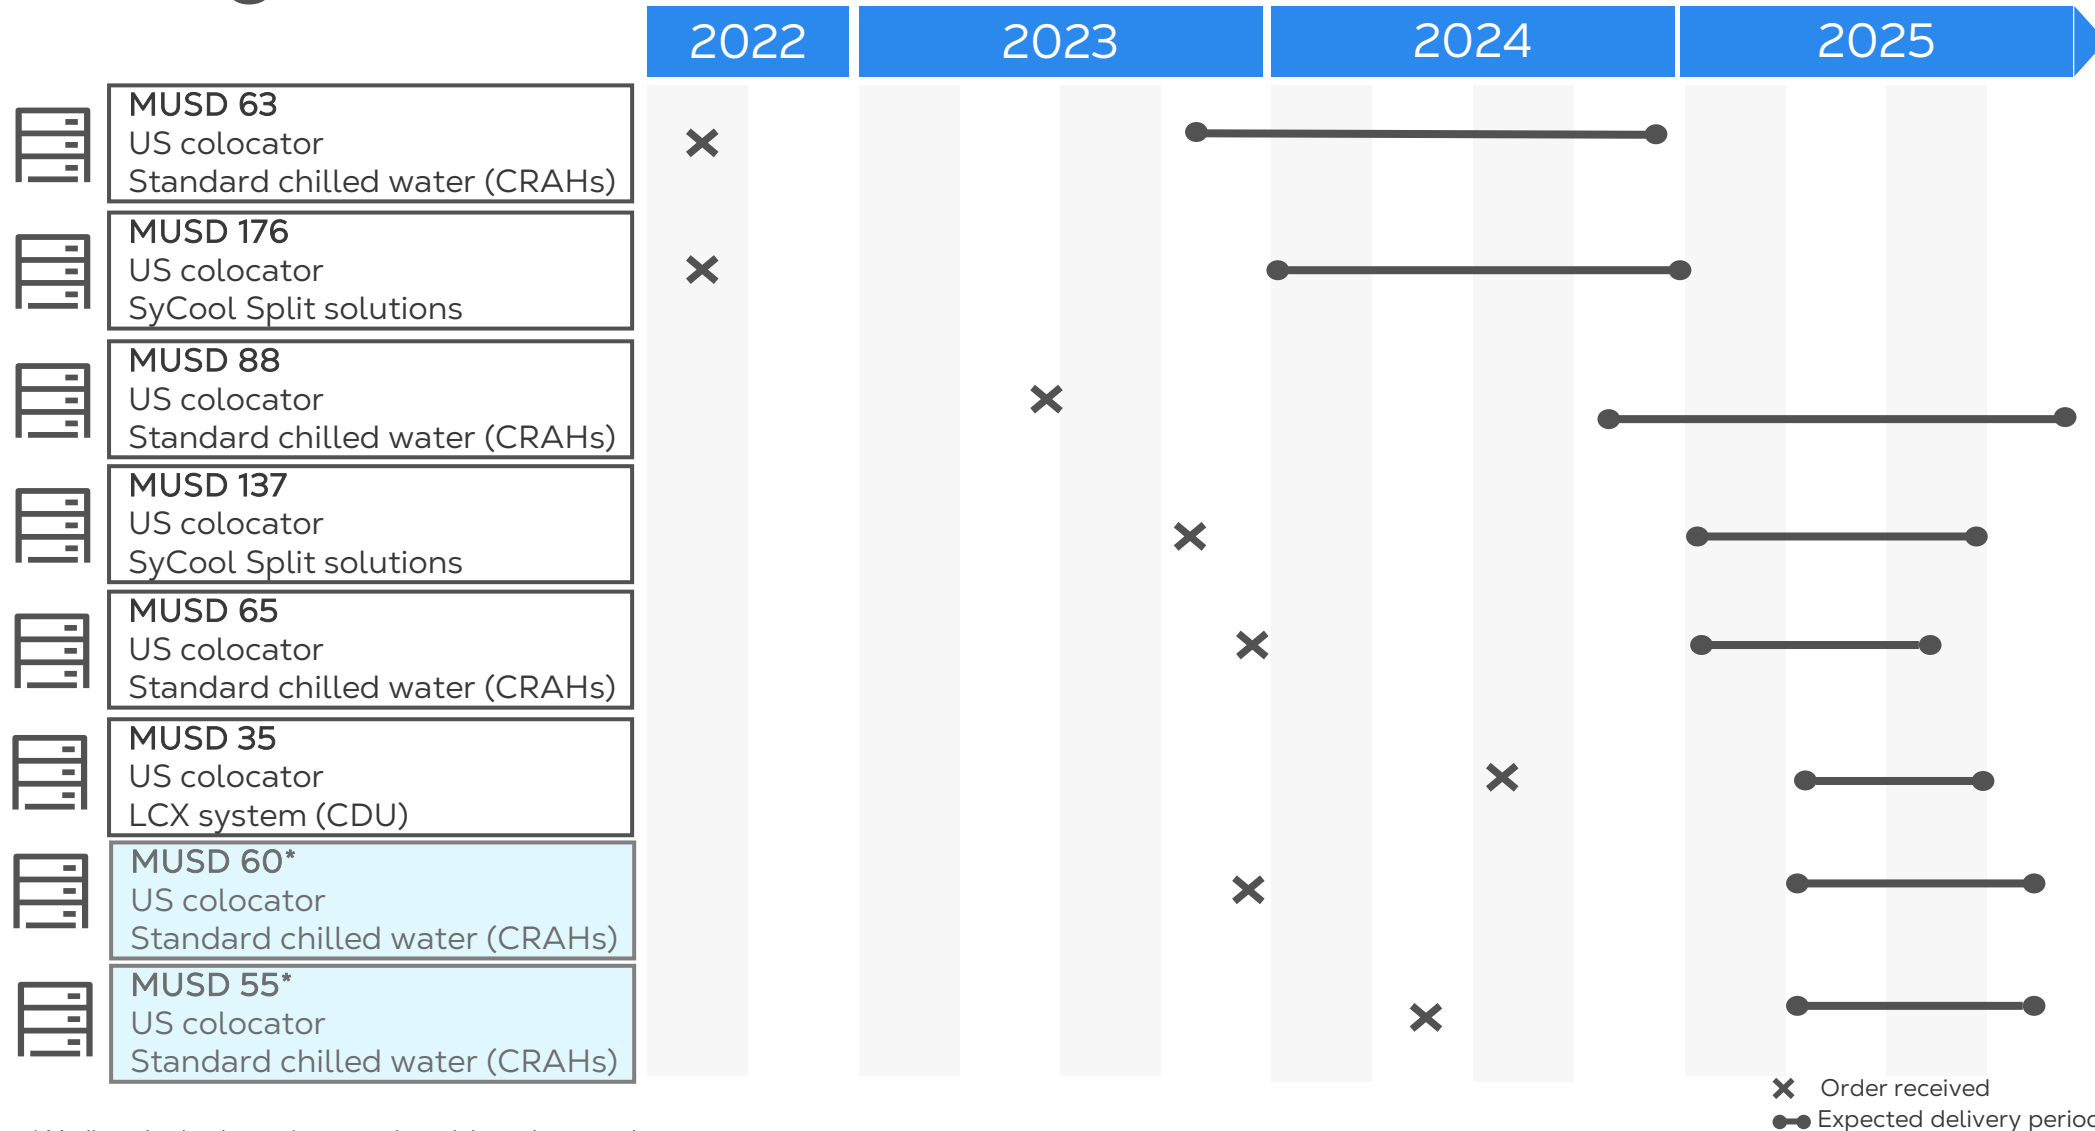 2022 2023 2024 2025
MUSD 63
US colocator
Standard chilled water (CRAHs)
MUSD 176
US colocator
SyCool Split solutions
MUSD 88
US colocator
Standard chilled water (CRAHs)
MUSD 137
US colocator
SyCool Split solutions
MUSD 65
US colocator
Standard chilled water (CRAHs)
MUSD 35
US colocator
LCX system (CDU)
MUSD 60*
US colocator
Standard chilled water (CRAHs)
MUSD 55*
US colocator
Standard chilled water (CRAHs)
Order received
Expected delivery period